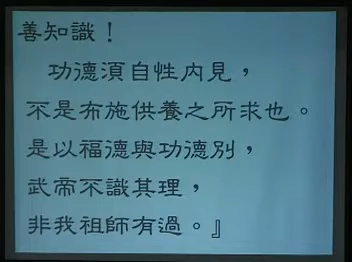 善知識！
功德須自性內見，
不是布施供養之所求也。
是以福德與功德別，
武帝不識其理，
非我祖師有過。』